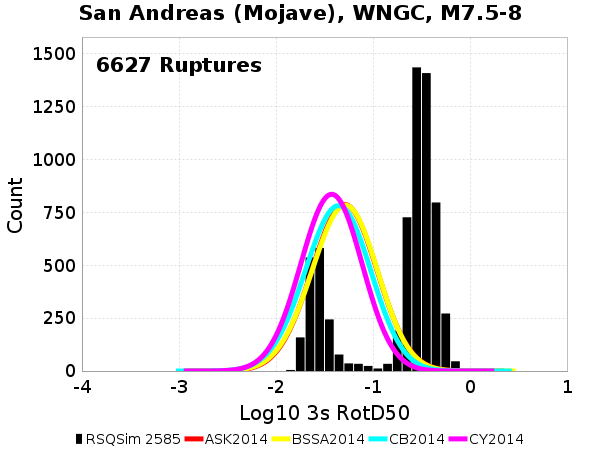 San Andreas (Mojave), WNGC, M7.5-8
6627 Ruptures
Count
1500
1250
1000
750
500
250
0
-4 -3 -2 -1 0 1
Log10 3s RotD50
RSQSim 2585 ASK2014 BSSA2014 CB2014 CY2014